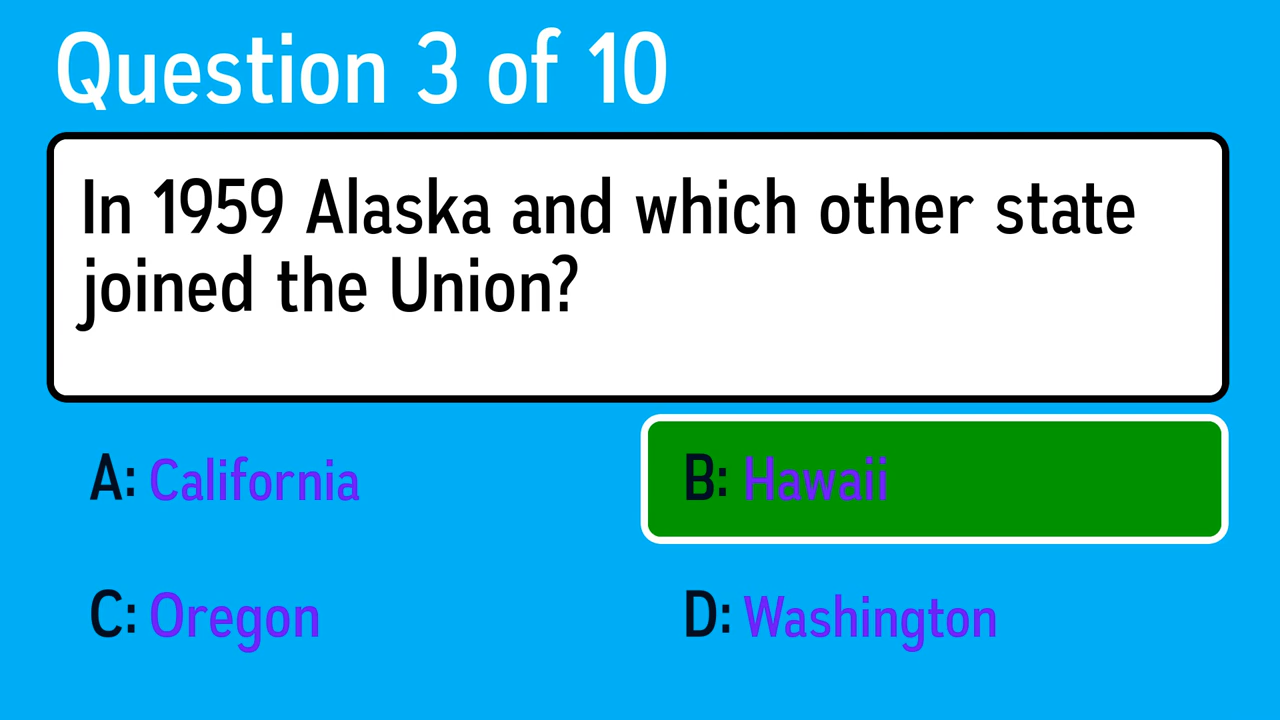 Question 3 of 10
In 1959 Alaska and which other state
joined the Union?
A: California
B: Hawaii
C: Oregon
D: Washington